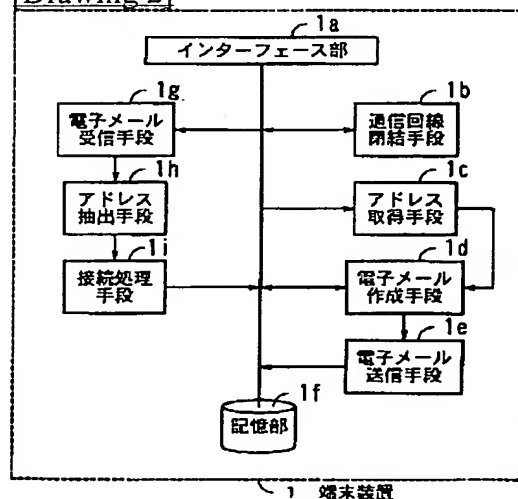 Drawing 2]
1a
インターフェース部
1g
電子メール
受信手段
1b
通信回線
閉結手段
1h
アドレス
抽出手段
1c
アドレス
取得手段
1i
接続処理
手段
1d
電子メール
作成手段
1e
電子メール
送信手段
1f
記憶部
1 端末装置